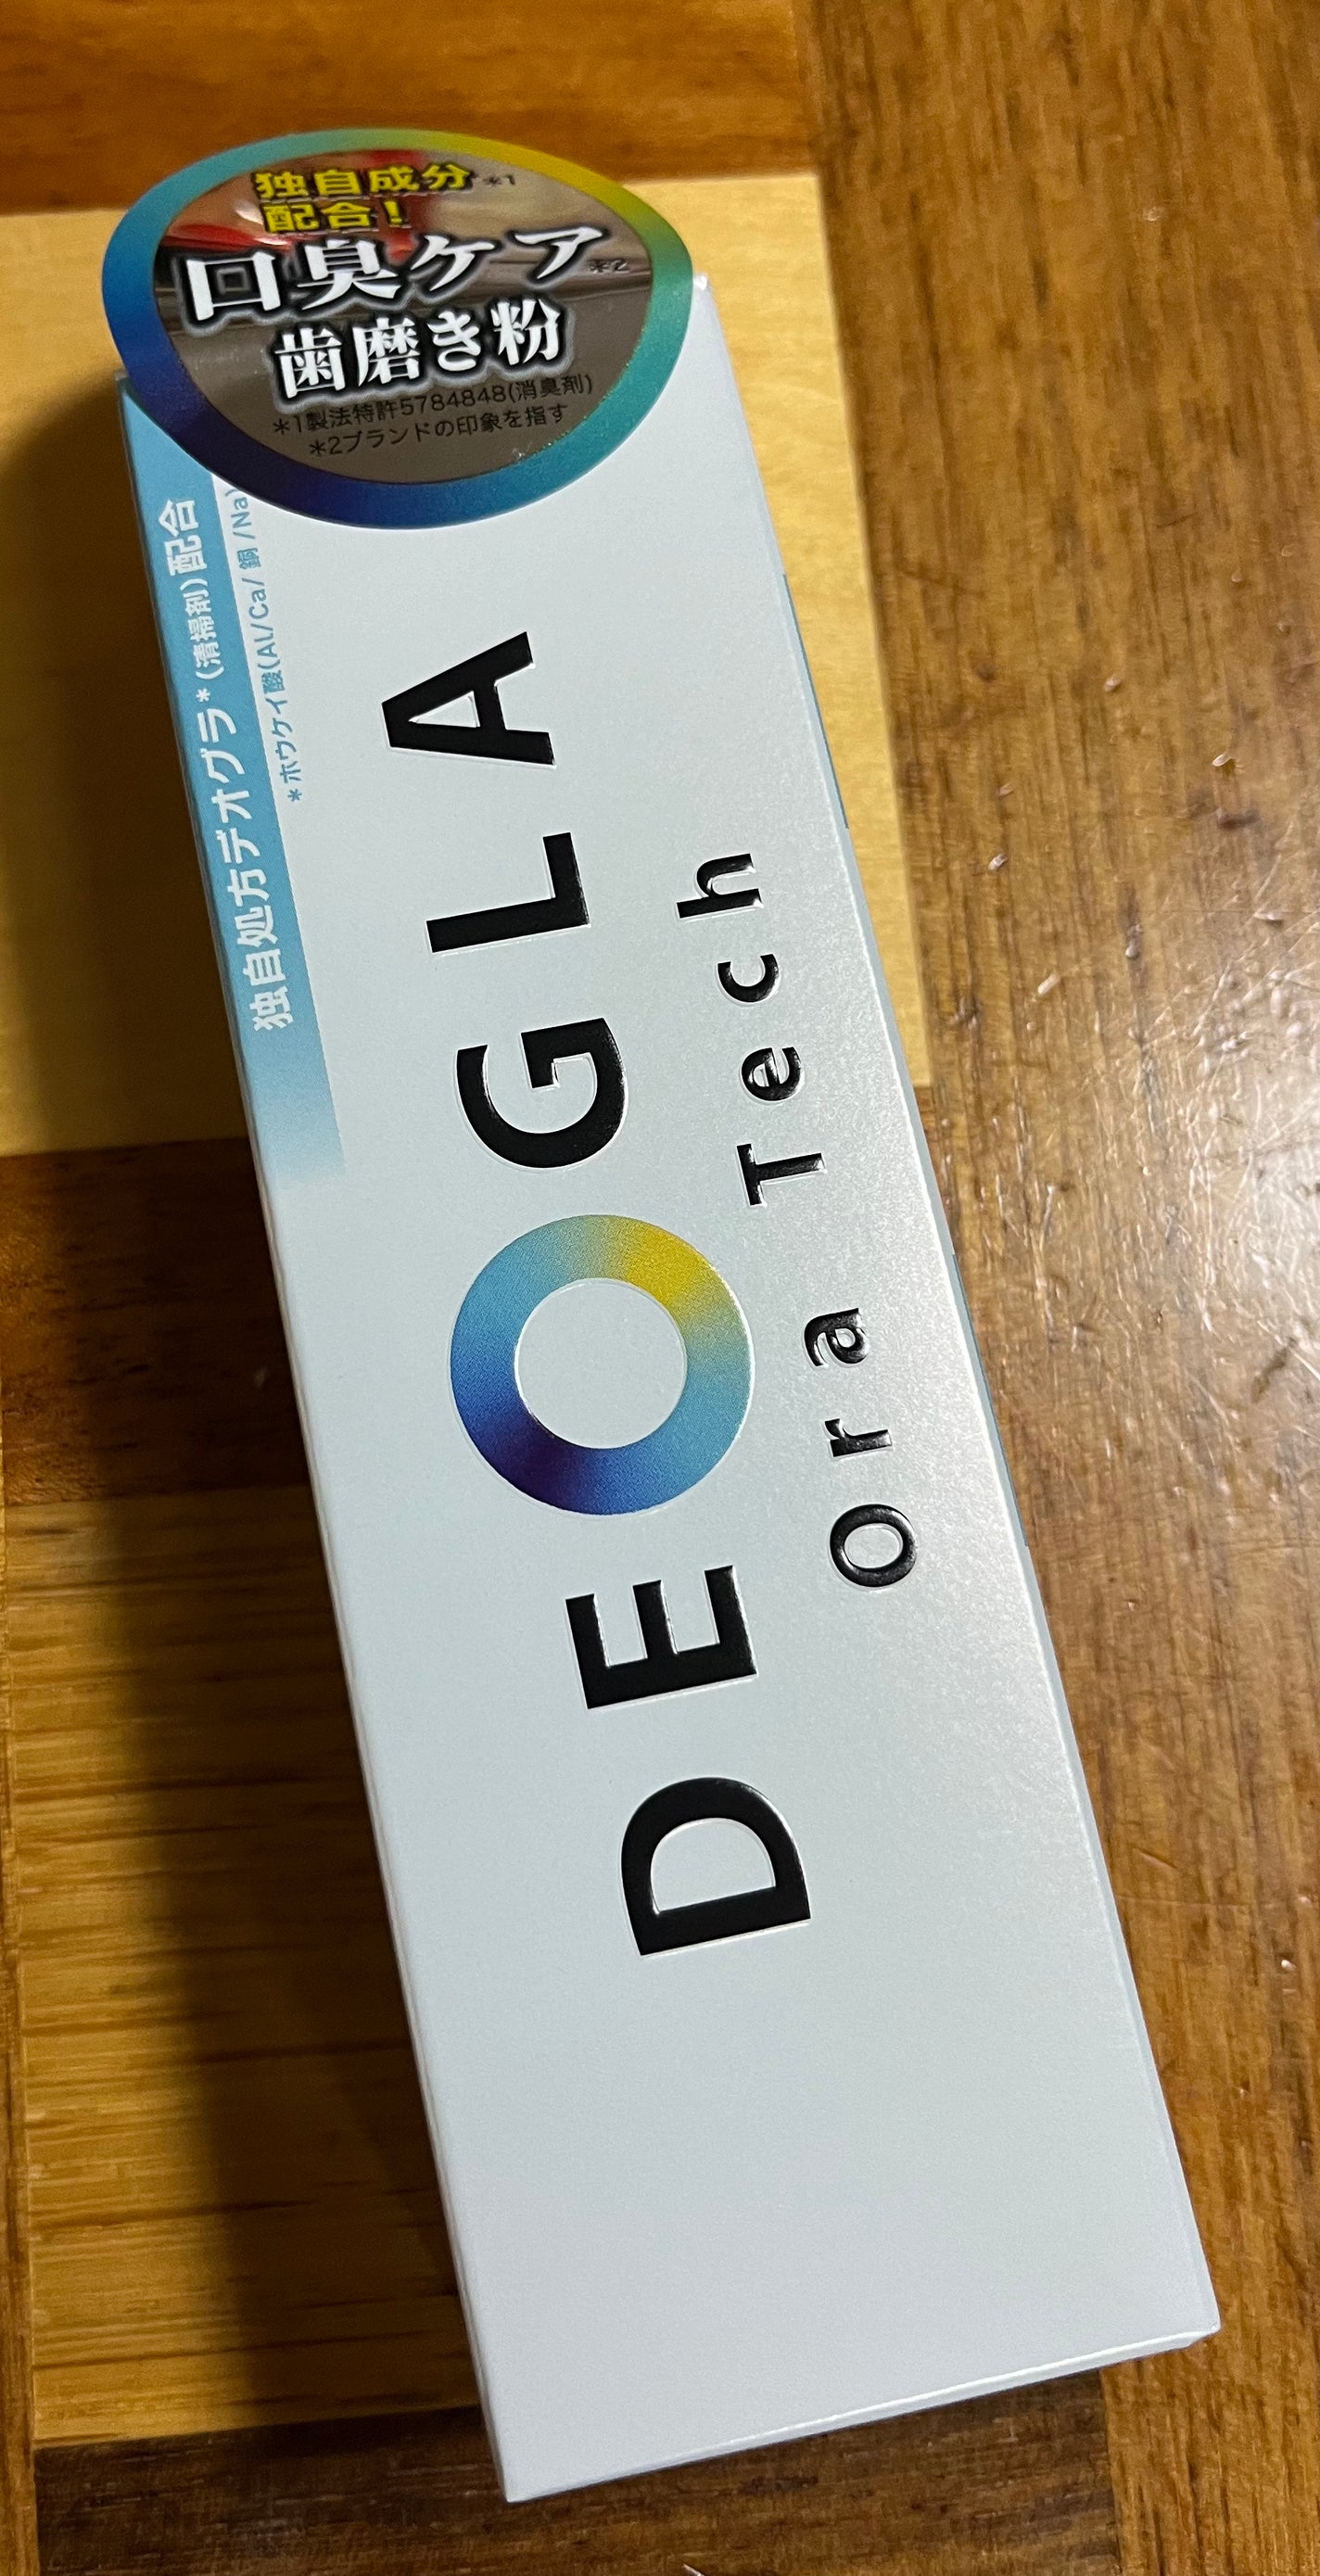 独自成分*1
配合!
口臭ケア*2
歯磨き粉
*1製法特許5784848(消臭剤)
*2ブランドの印象を指す
独自処方デオグラ*(清掃剤)配合
*ホウケイ酸(Al/Ca/銅/Na)
DEOGLA
Ora Tech